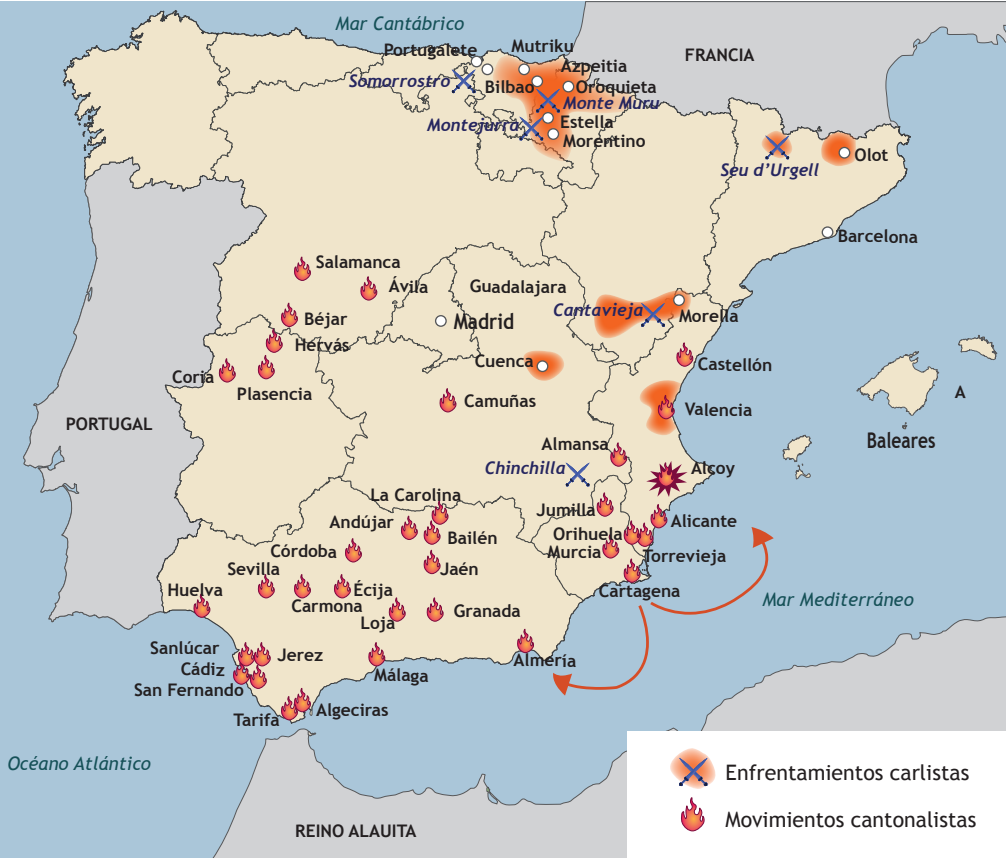 Mar Cantábrico
Mutriku
Portugalete
FRANCIA
Azpeitia
Somorrostro
Bilbao
Oroquieta
Monte Muru
Montejurra
Estella
Morentino
Olot
Seu d’Urgell
Barcelona
Salamanca
Ávila
Guadalajara
Béjar
Madrid
Cantavieja
Morella
Hervás
Cuenca
Castellón
Coria
Plasencia
Camuñas
A
Valencia
PORTUGAL
Baleares
Almansa
Chinchilla
Alcoy
La Carolina
Jumilla
Andújar
Alicante
Bailén
Orihuela
Córdoba
Murcia
Torrevieja
Sevilla
Jaén
Huelva
Écija
Cartagena
Carmona
Mar Mediterráneo
Loja
Granada
Sanlúcar
Jerez
Almería
Cádiz
Málaga
San Fernando
Algeciras
Tarifa
Océano Atlántico
Enfrentamientos carlistas
Movimientos cantonalistas
REINO ALAUITA